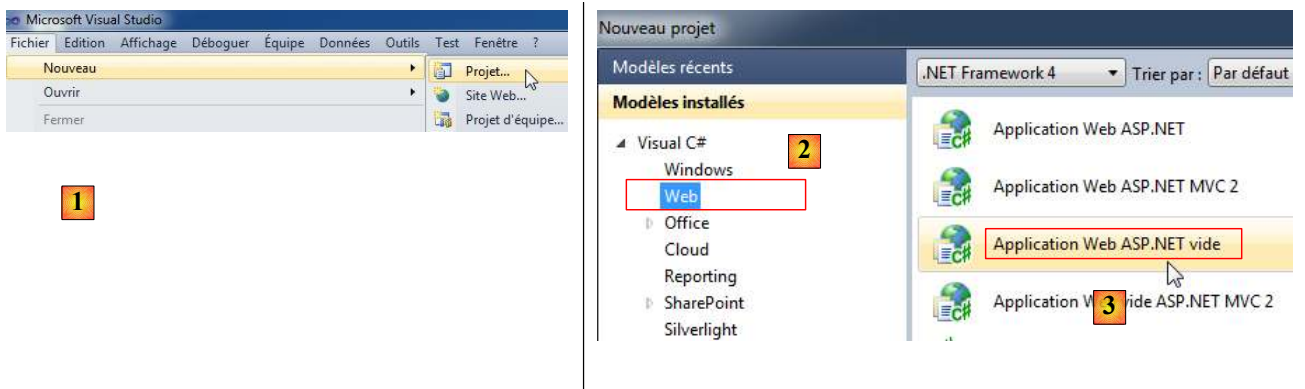 Microsoft Visual Studio
Fichier Edition Affichage Déboguer Équipe Données Outils Test Fenêtre ?
Nouveau
Projet...
Ouvrir
Site Web...
Fermer
Projet d'équipe...
1
Nouveau projet
Modèles récents
Modèles installés
Visual C#
Windows
Web
Office
Cloud
Reporting
SharePoint
Silverlight
2
.NET Framework 4
Trier par :
Par défaut
Application Web ASP.NET
Application Web ASP.NET MVC 2
Application Web ASP.NET vide
Application W ide ASP.NET MVC 2
3